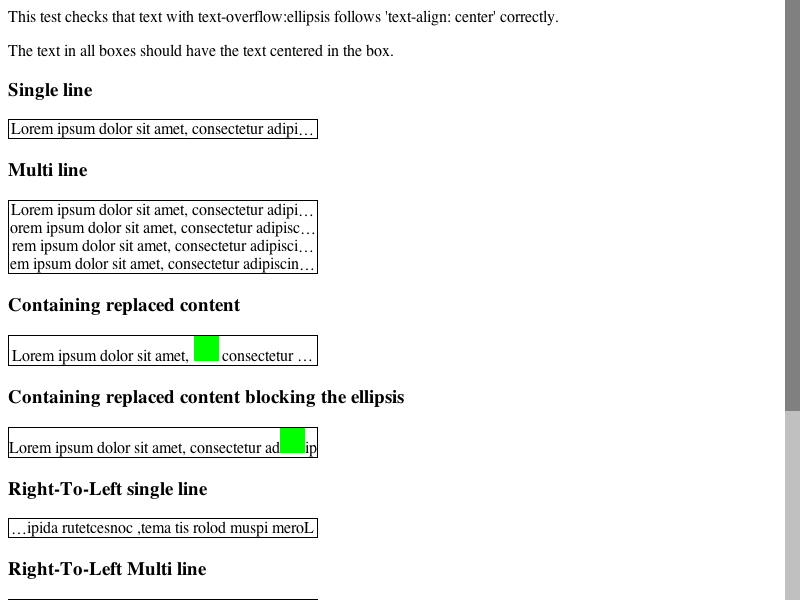 This test checks that text with text-overflow:ellipsis follows 'text-align: center' correctly.
The text in all boxes should have the text centered in the box.
Single line
Lorem ipsum dolor sit amet, consectetur adipi…
Multi line
Lorem ipsum dolor sit amet, consectetur adipi…
orem ipsum dolor sit amet, consectetur adipisc…
rem ipsum dolor sit amet, consectetur adipisci…
em ipsum dolor sit amet, consectetur adipiscin…
Containing replaced content
Lorem ipsum dolor sit amet, consectetur …
Containing replaced content blocking the ellipsis
Lorem ipsum dolor sit amet, consectetur ad ip
Right-To-Left single line
…ipida rutetcesnoc ,tema tis rolod muspi meroL
Right-To-Left Multi line